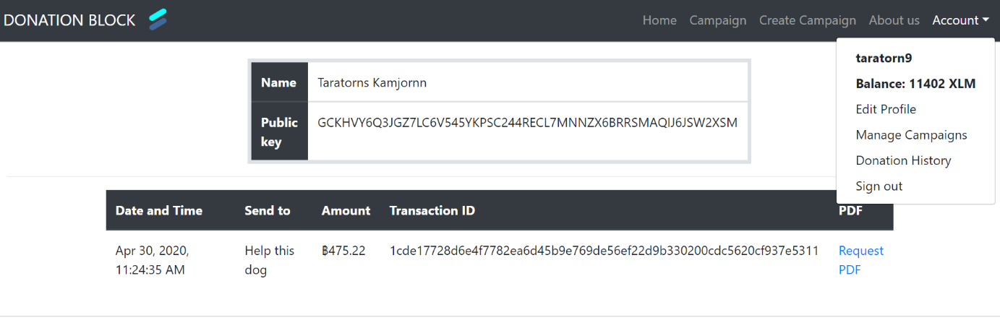 DONATION BLOCK
Home Campaign Create Campaign About us Account
taratorn9
Balance: 11402 XLM
Edit Profile
Manage Campaigns
Donation History
Sign out
Name Taratorns Kamjornn
Public key GCKHVY6Q3JGZ7LC6V545YKPSC244RECL7MNNZX6BRRSMAQIJ6JSW2XSM
Date and Time Send to Amount Transaction ID PDF
Apr 30, 2020, Help this ฿475.22 1cde17728d6e4f7782ea6d45b9e769de56ef22d9b330200cdc5620cf937e5311 Request
11:24:35 AM dog PDF